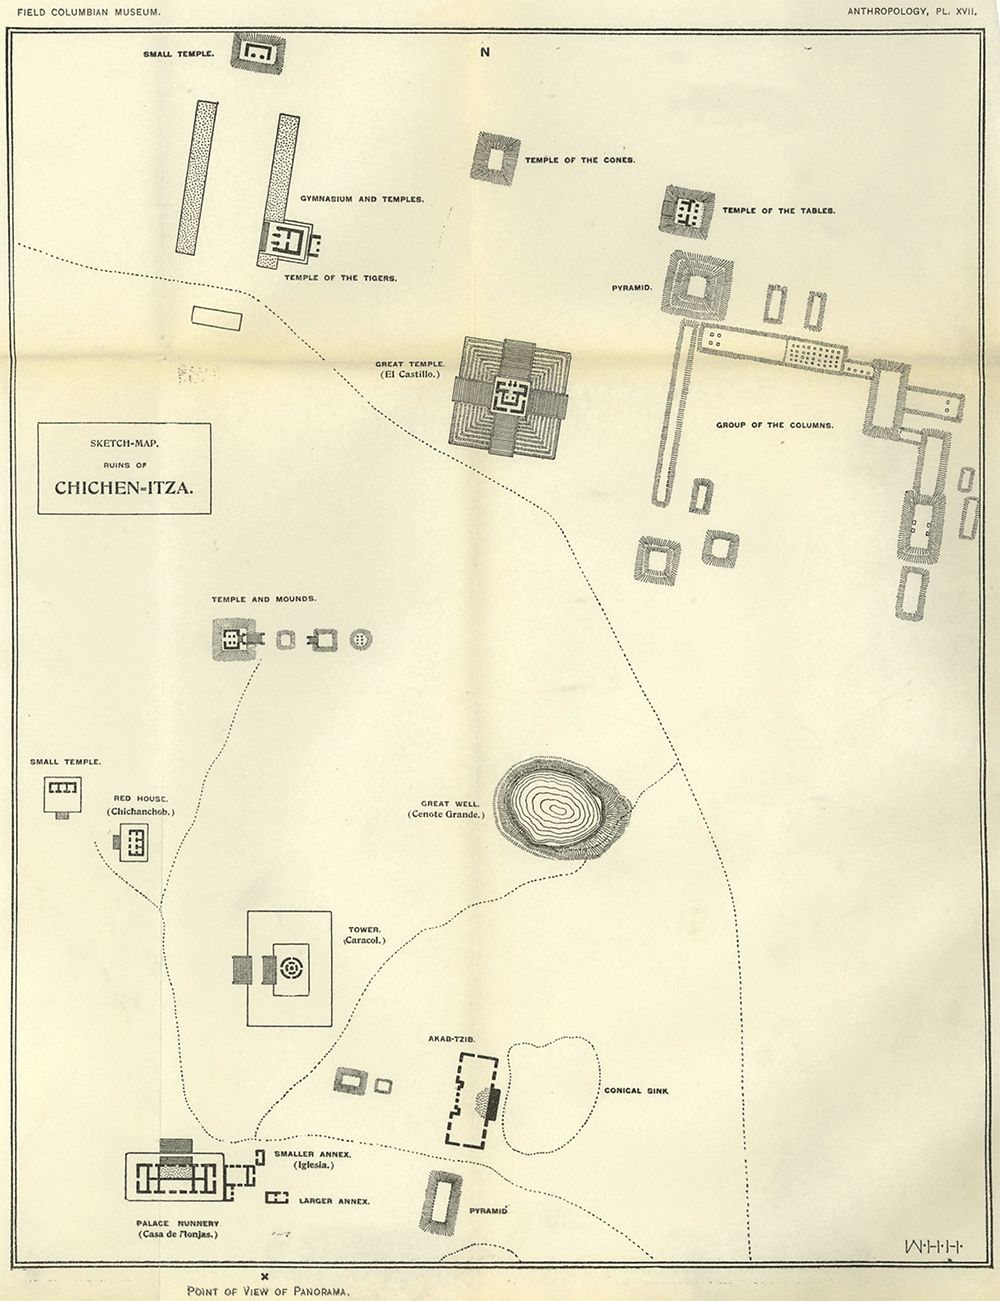 FIELD COLUMBIAN MUSEUM.
ANTHROPOLOGY, PL. XVII.
N
SMALL TEMPLE.
TEMPLE OF THE CONES.
GYMNASIUM AND TEMPLES.
TEMPLE OF THE TABLES.
TEMPLE OF THE TIGERS.
PYRAMID.
GREAT TEMPLE.
(El Castillo.)
GROUP OF THE COLUMNS.
SKETCH-MAP.
RUINS OF
CHICHEN-ITZA.
TEMPLE AND MOUNDS.
SMALL TEMPLE.
RED HOUSE.
(Chichanchob.)
GREAT WELL.
(Cenote Grande.)
TOWER.
(Caracol.)
AKAB-TZIB.
CONICAL SINK.
SMALLER ANNEX.
(Iglesia.)
LARGER ANNEX.
PYRAMID
PALACE NUNNERY
(Casa de Monjas.)
W·H·H·
x
POINT OF VIEW OF PANORAMA.